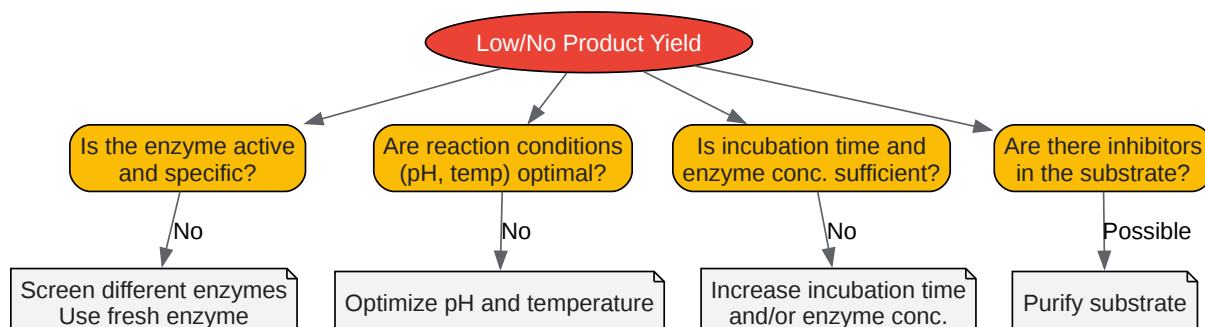 Low/No Product Yield
Is the enzyme active
and specific?
Are reaction conditions
(pH, temp) optimal?
Is incubation time and
enzyme conc. sufficient?
Are there inhibitors
in the substrate?
No
No
No
Possible
Screen different enzymes
Use fresh enzyme
Optimize pH and temperature
Increase incubation time
and/or enzyme conc.
Purify substrate